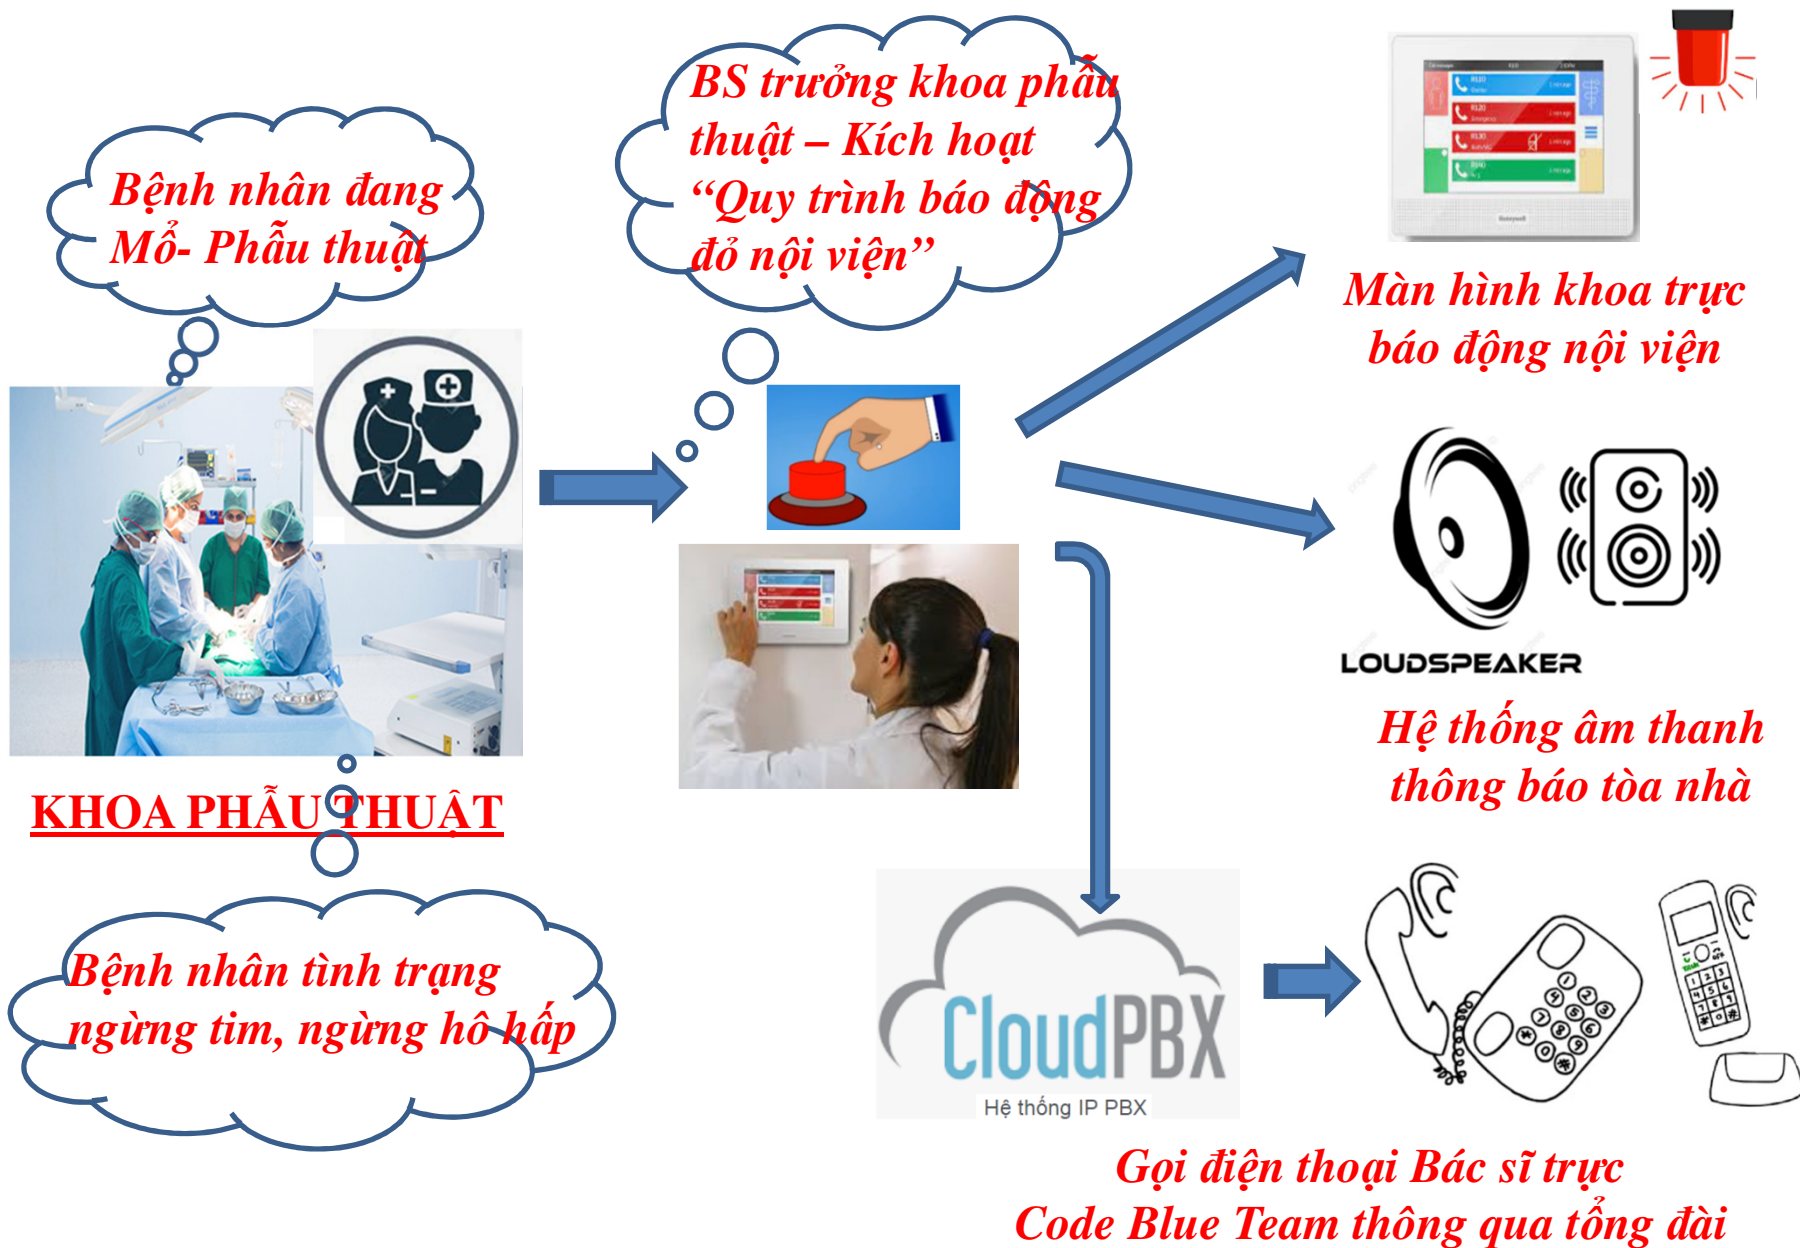 Bệnh nhân đang
Mổ- Phẫu thuật
BS trưởng khoa phẫu
thuật – Kích hoạt
“Quy trình báo động
đỏ nội viện”
Màn hình khoa trực
báo động nội viện
LOUDSPEAKER
Hệ thống âm thanh
thông báo tòa nhà
KHOA PHẪU THUẬT
Bệnh nhân tình trạng
ngừng tim, ngừng hô hấp
CloudPBX
Hệ thống IP PBX
Gọi điện thoại Bác sĩ trực
Code Blue Team thông qua tổng đài